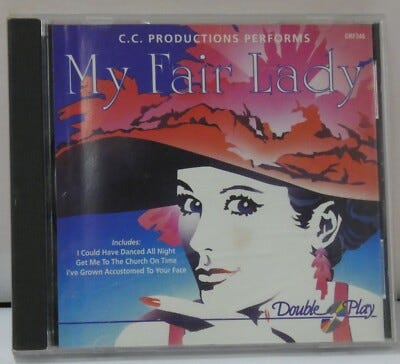 C.C. PRODUCTIONS PERFORMS
GRF246
My Fair Lady
Includes:
I Could Have Danced All Night
Get Me To The Church On Time
I've Grown Accustomed To Your Face
Double Play